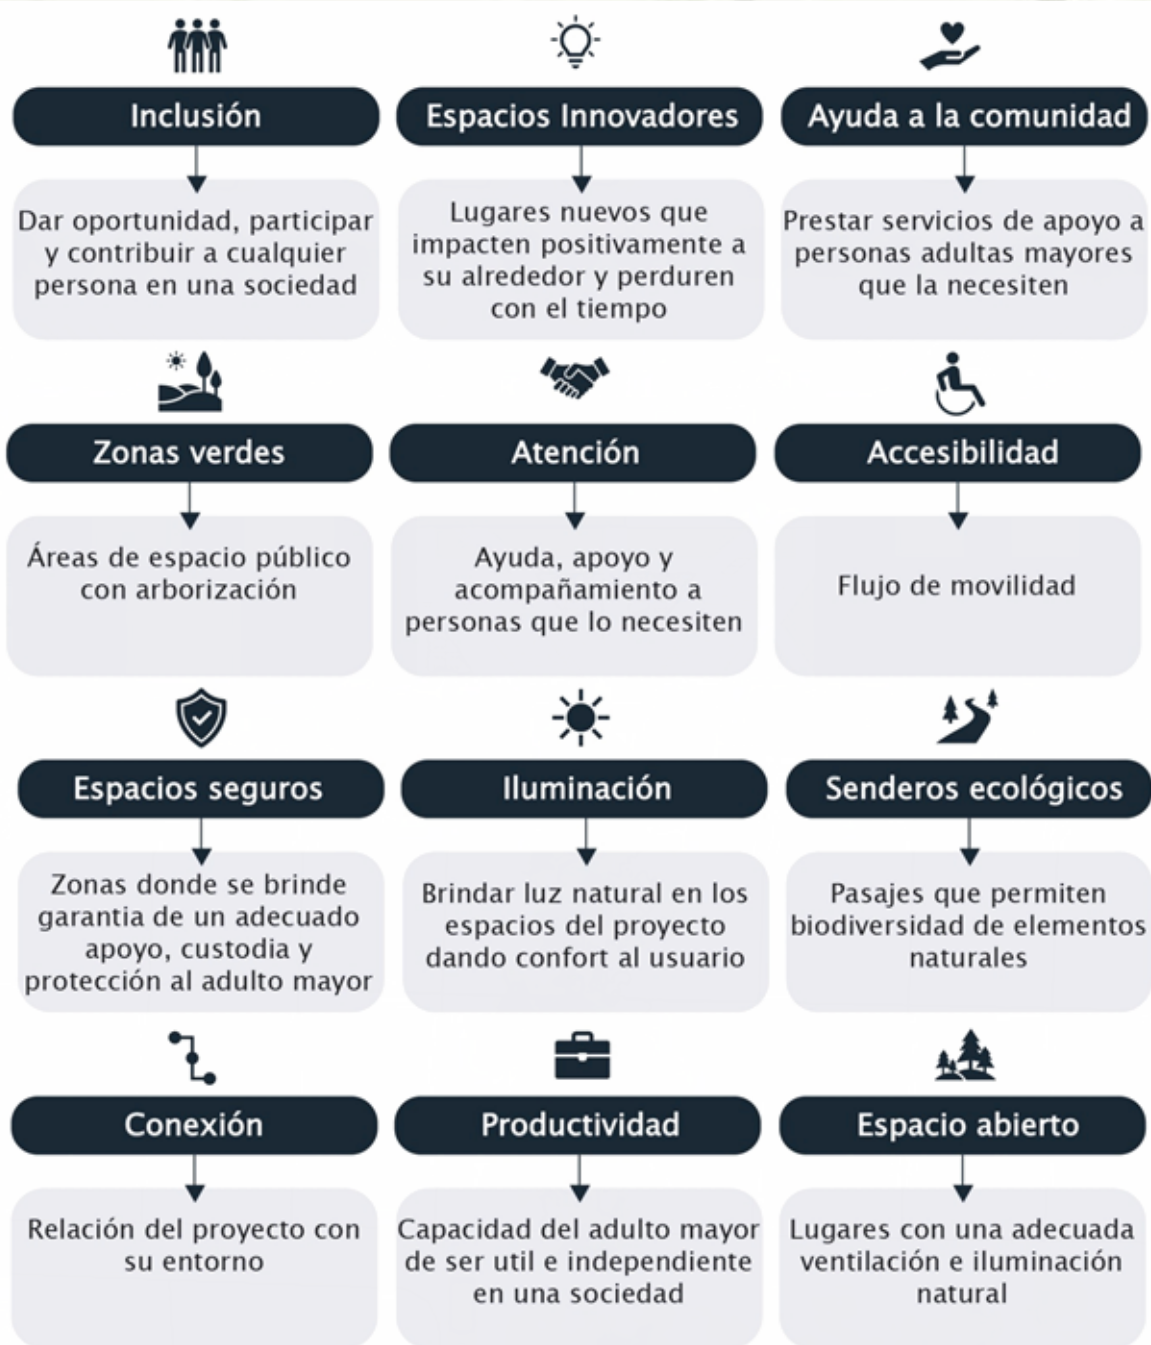 Inclusión
Espacios Innovadores
Ayuda a la comunidad
Dar oportunidad, participar
y contribuir a cualquier
persona en una sociedad
Lugares nuevos que
impacten positivamente a
su alrededor y perduren
con el tiempo
Prestar servicios de apoyo a
personas adultas mayores
que la necesiten
Zonas verdes
Atención
Accesibilidad
Áreas de espacio público
con arborización
Ayuda, apoyo y
acompañamiento a
personas que lo necesiten
Flujo de movilidad
Espacios seguros
Iluminación
Senderos ecológicos
Zonas donde se brinde
garantia de un adecuado
apoyo, custodia y
protección al adulto mayor
Brindar luz natural en los
espacios del proyecto
dando confort al usuario
Pasajes que permiten
biodiversidad de elementos
naturales
Conexión
Productividad
Espacio abierto
Relación del proyecto con
su entorno
Capacidad del adulto mayor
de ser util e independiente
en una sociedad
Lugares con una adecuada
ventilación e iluminación
natural